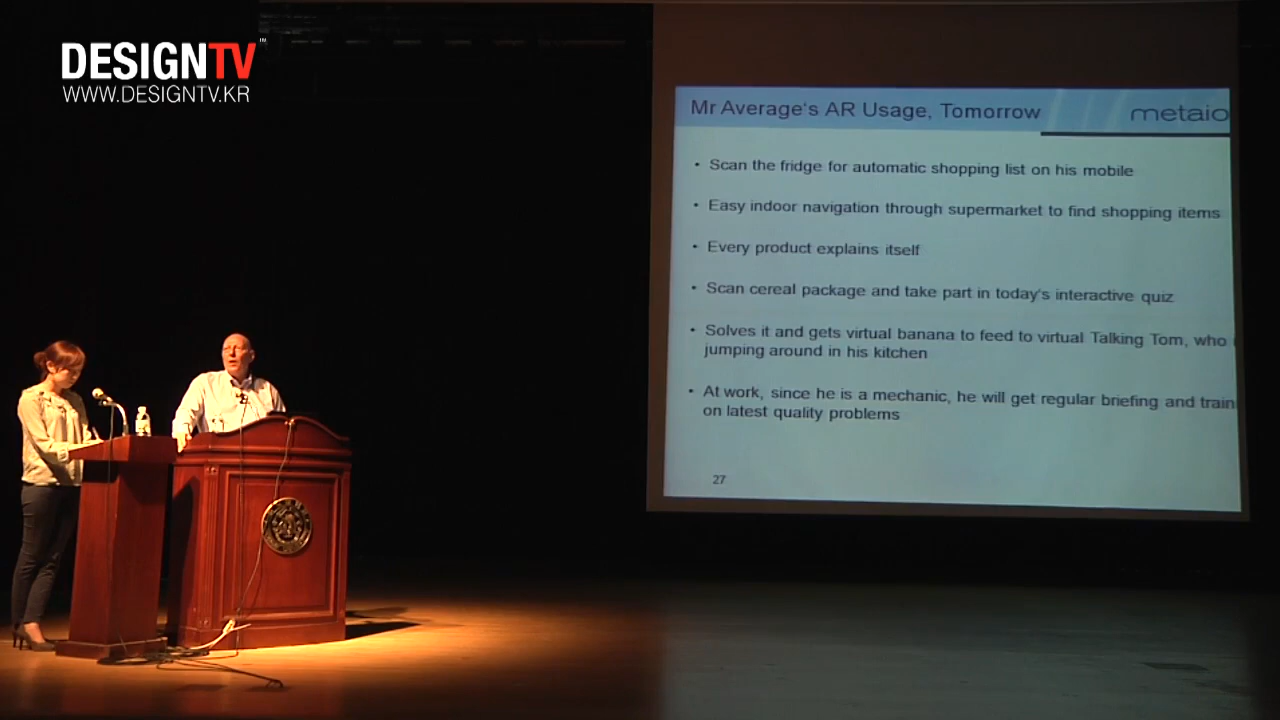 DESIGNTV™
WWW.DESIGNTV.KR
Mr Average's AR Usage, Tomorrow
metaio
• Scan the fridge for automatic shopping list on his mobile
• Easy indoor navigation through supermarket to find shopping items
• Every product explains itself
• Scan cereal package and take part in today's interactive quiz
• Solves it and gets virtual banana to feed to virtual Talking Tom, who
jumping around in his kitchen
• At work, since he is a mechanic, he will get regular briefing and train
on latest quality problems
27